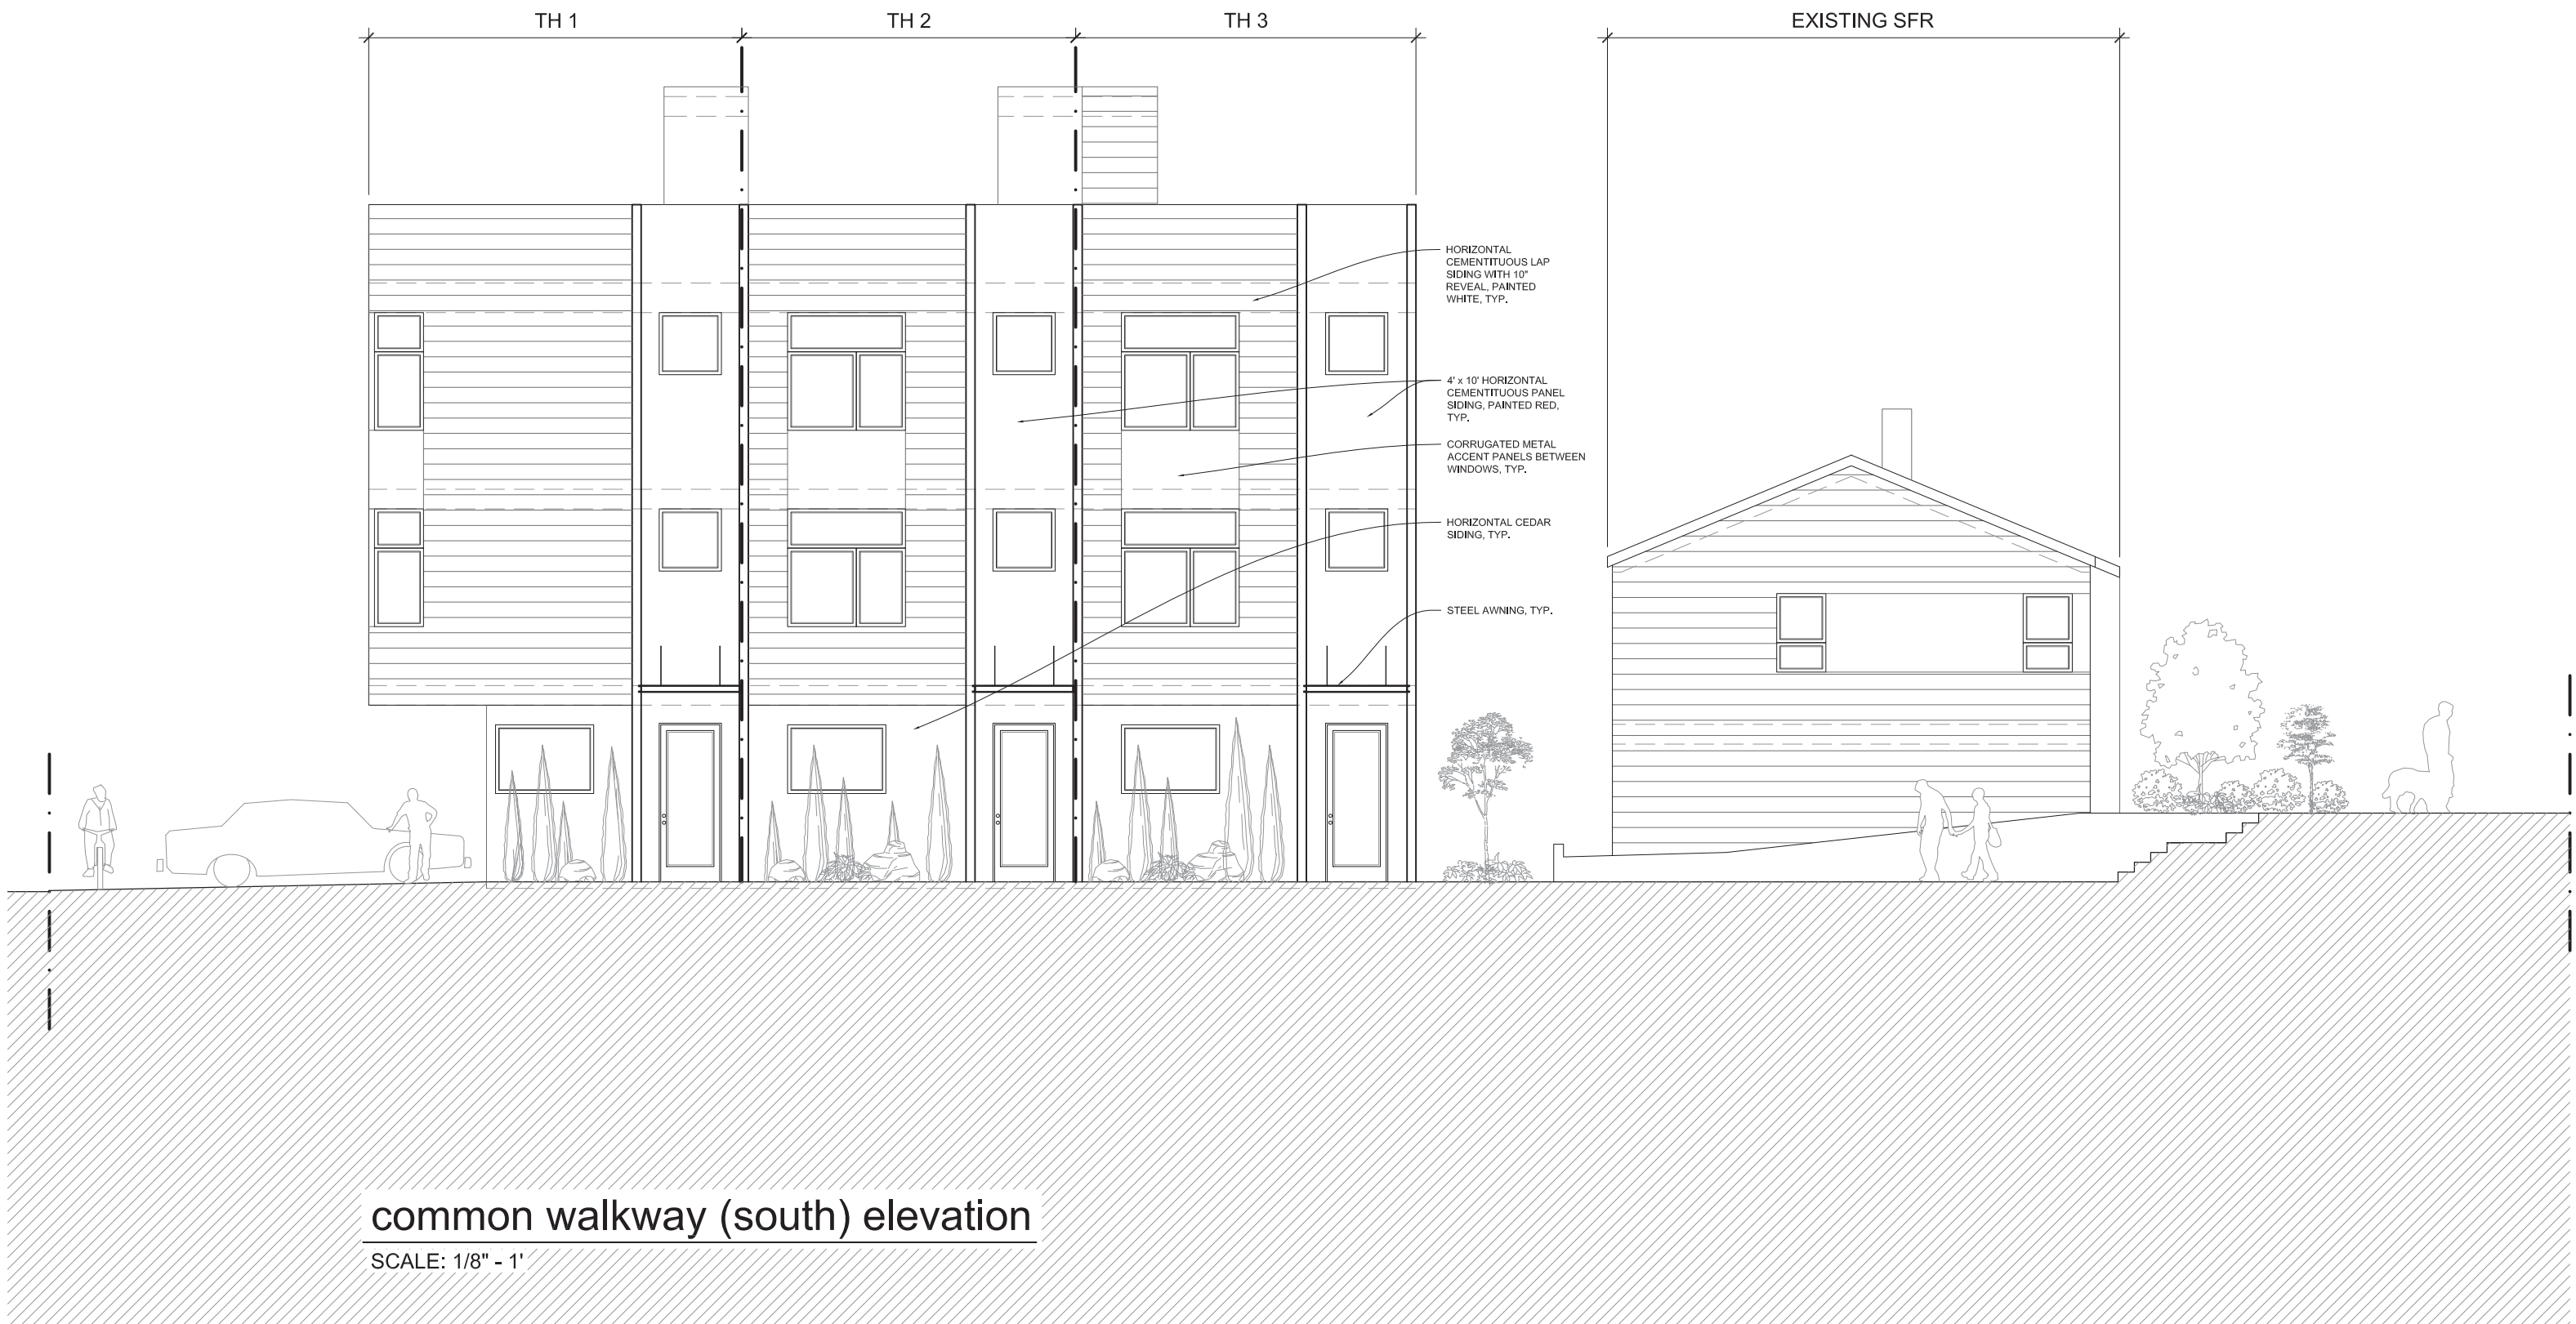 TH 1
TH 2
TH 3
EXISTING SFR
HORIZONTAL
CEMENTITUOUS LAP
SIDING WITH 10"
REVEAL, PAINTED
WHITE, TYP.
4' x 10' HORIZONTAL
CEMENTITUOUS PANEL
SIDING, PAINTED RED,
TYP.
CORRUGATED METAL
ACCENT PANELS BETWEEN
WINDOWS, TYP.
HORIZONTAL CEDAR
SIDING, TYP.
STEEL AWNING, TYP.
common walkway (south) elevation
SCALE: 1/8" - 1'